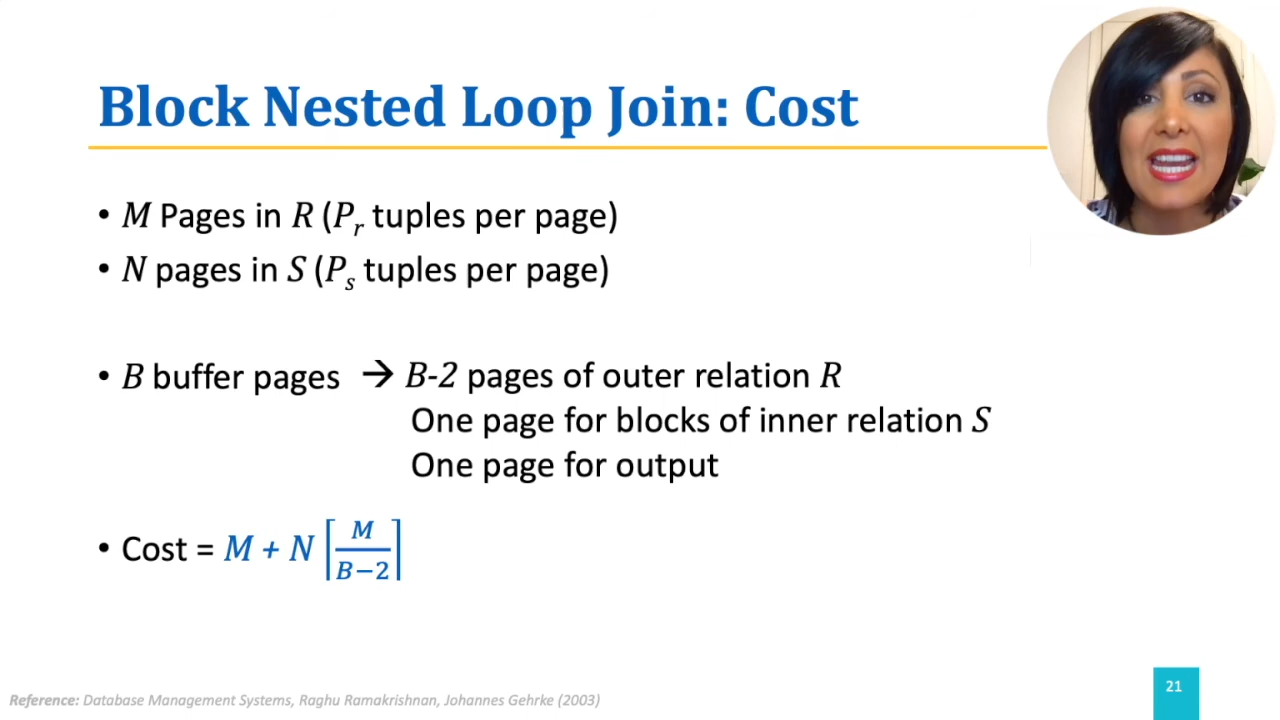 Block Nested Loop Join: Cost
• M Pages in R (Pr tuples per page)
• N pages in S (Ps tuples per page)
• B buffer pages → B-2 pages of outer relation R
One page for blocks of inner relation S
One page for output
• Cost = M + N ⌈M / B−2⌉
Reference: Database Management Systems, Raghu Ramakrishnan, Johannes Gehrke (2003)
21